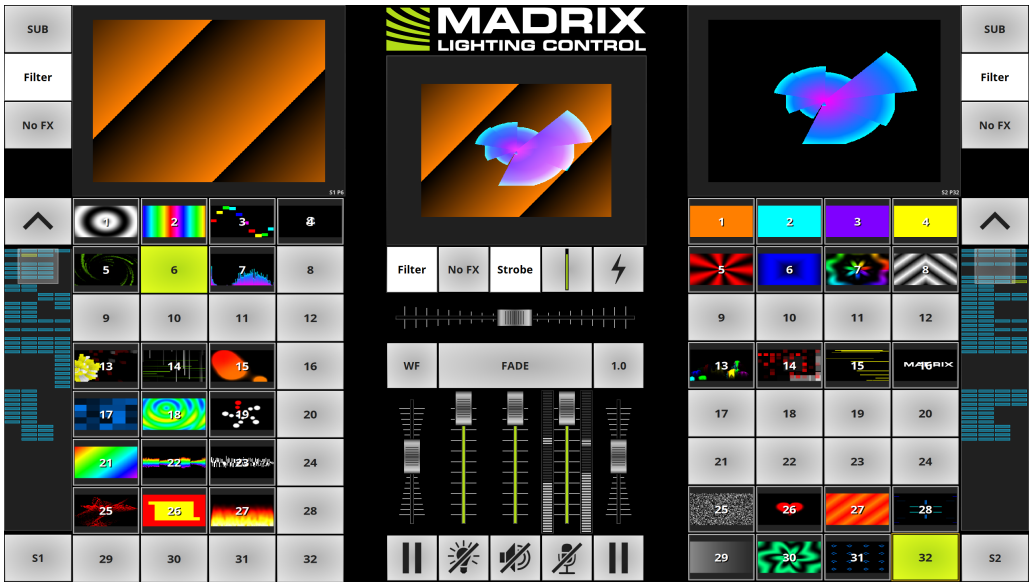 MADRIX
LIGHTING CONTROL
SUB
Filter
No FX
S1 P6
1 2 3 4
5 6 7 8
9 10 11 12
13 14 15 16
17 18 19 20
21 22 23 24
25 26 27 28
S1 29 30 31 32
Filter No FX Strobe
WF FADE 1.0
SUB
Filter
No FX
S2 P32
1 2 3 4
5 6 7 8
9 10 11 12
13 14 15 MADRIX 16
17 18 19 20
21 22 23 24
25 26 27 28
29 30 31 32 S2